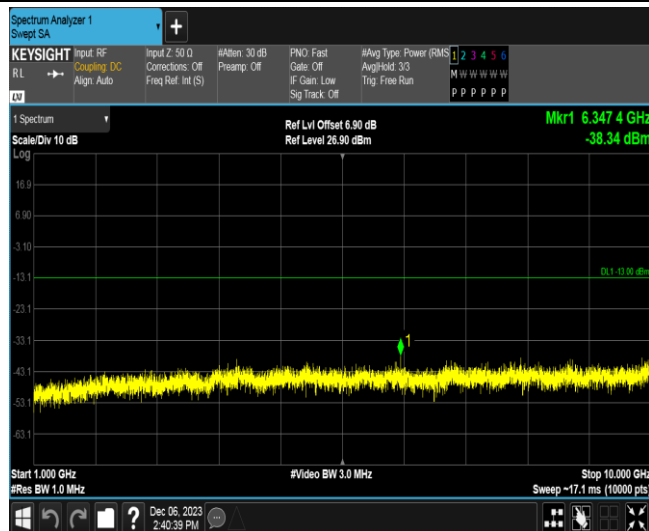 Spectrum Analyzer 1
Swept SA
+
KEYSIGHT
RL
LXI
Input: RF
Coupling: DC
Align: Auto
Input Z: 50 Ω
Corrections: Off
Freq Ref: Int (S)
#Atten: 30 dB
Preamp: Off
PNO: Fast
Gate: Off
IF Gain: Low
Sig Track: Off
#Avg Type: Power (RMS
Avg|Hold: 3/3
Trig: Free Run
1 2 3 4 5 6
M W W W W W
P P P P P P
1 Spectrum
Scale/Div 10 dB
Log
Ref Lvl Offset 6.90 dB
Ref Level 26.90 dBm
Mkr1 6.347 4 GHz
-38.34 dBm
16.9
6.90
-3.10
-13.1
DL1 -13.00 dBm
-23.1
-33.1
1
-43.1
-53.1
-63.1
Start 1.000 GHz
#Res BW 1.0 MHz
#Video BW 3.0 MHz
Stop 10.000 GHz
Sweep ~17.1 ms (10000 pts)
?
Dec 06, 2023
2:40:39 PM